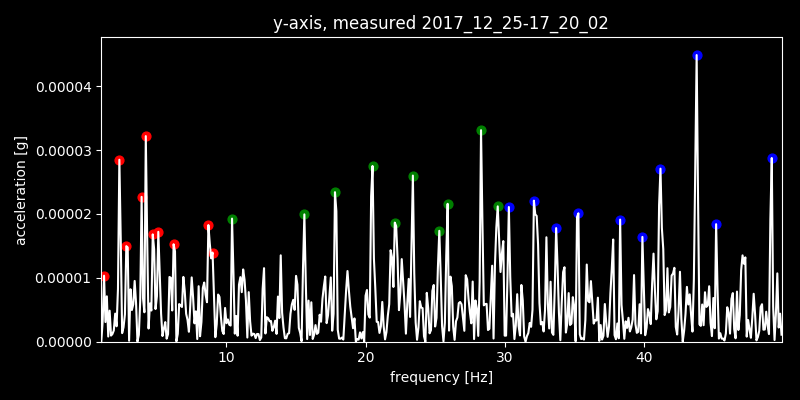 y-axis, measured 2017_12_25-17_20_02
0.00004
0.00003
0.00002
0.00001
0.00000
acceleration [g]
10 20 30 40
frequency [Hz]